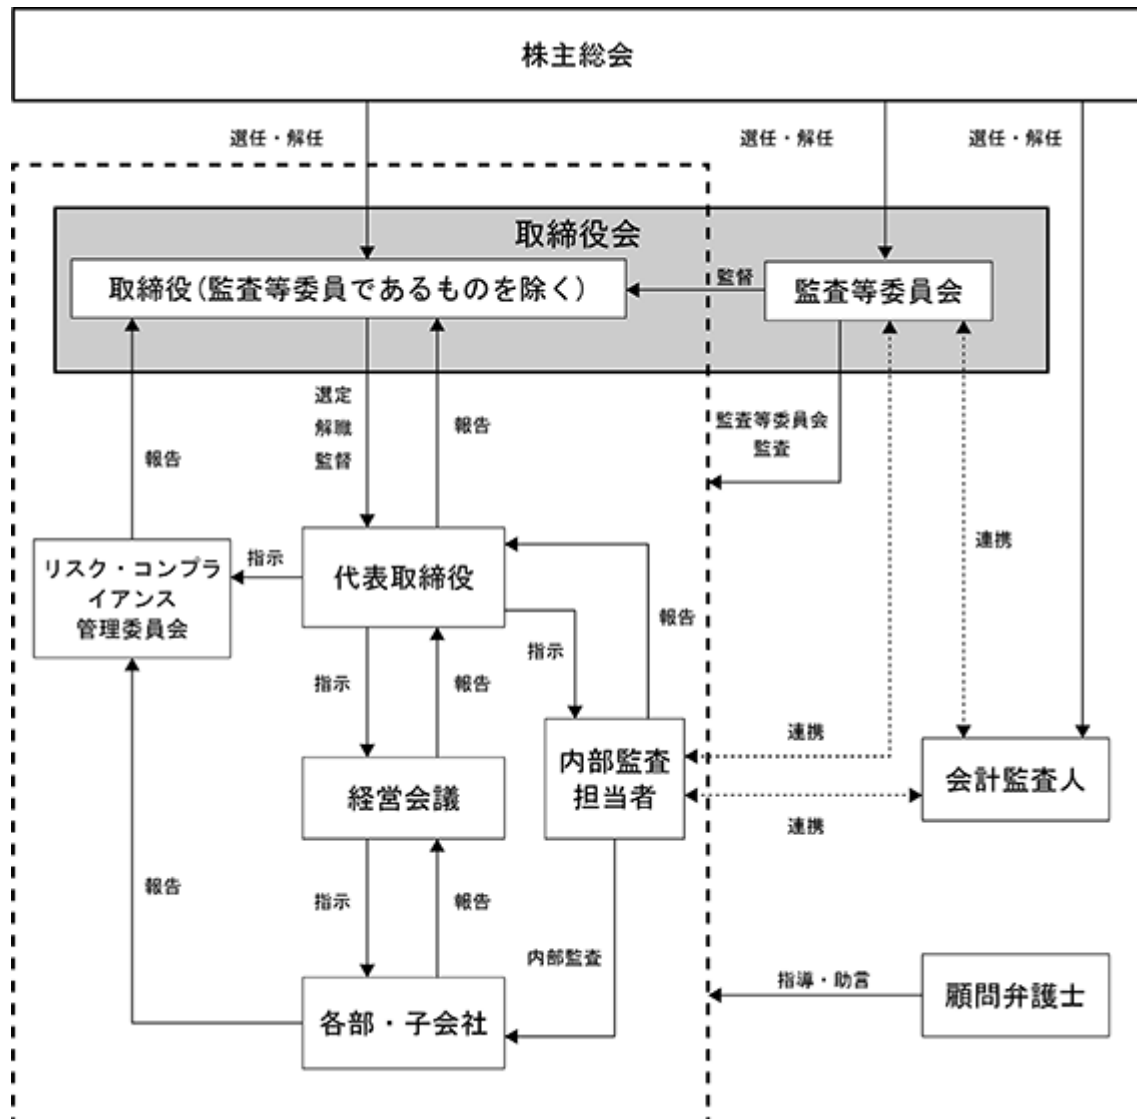 株主総会
選任・解任
選任・解任
選任・解任
取締役会
取締役(監査等委員であるものを除く)
監督
監査等委員会
選定
解職
監督
報告
監査等委員会
監査
報告
連携
リスク・コンプラ
イアンス
管理委員会
指示
代表取締役
報告
指示
指示
報告
連携
内部監査
担当者
経営会議
会計監査人
連携
報告
指示
報告
内部監査
指導・助言
顧問弁護士
各部・子会社